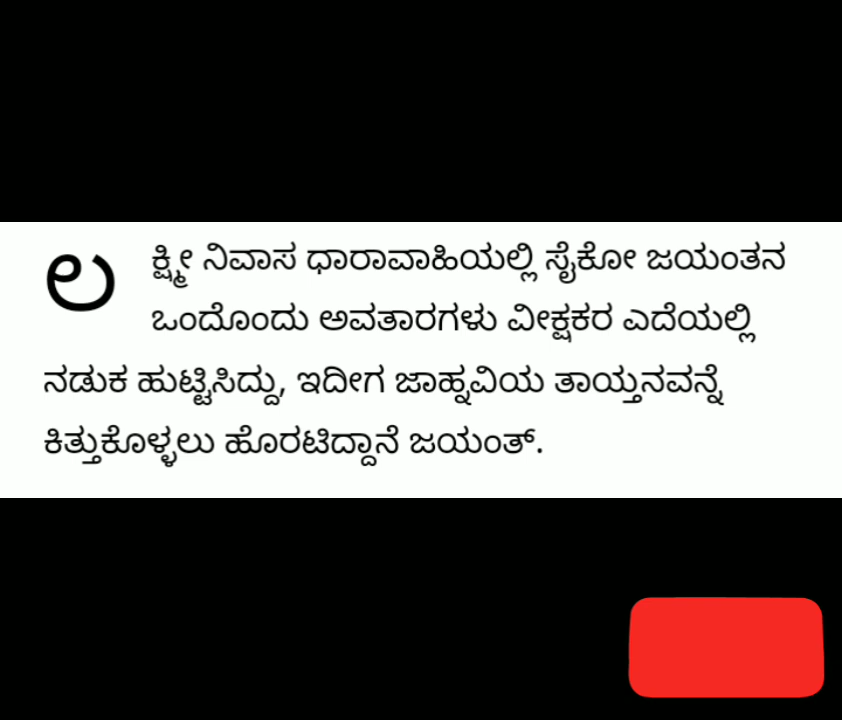 ಲಕ್ಷ್ಮೀ ನಿವಾಸ ಧಾರಾವಾಹಿಯಲ್ಲಿ ಸೈಕೋ ಜಯಂತನ
ಒಂದೊಂದು ಅವತಾರಗಳು ವೀಕ್ಷಕರ ಎದೆಯಲ್ಲಿ
ನಡುಕ ಹುಟ್ಟಿಸಿದ್ದು, ಇದೀಗ ಜಾಹ್ನವಿಯ ತಾಯ್ತನವನ್ನೆ
ಕಿತ್ತುಕೊಳ್ಳಲು ಹೊರಟಿದ್ದಾನೆ ಜಯಂತ್.